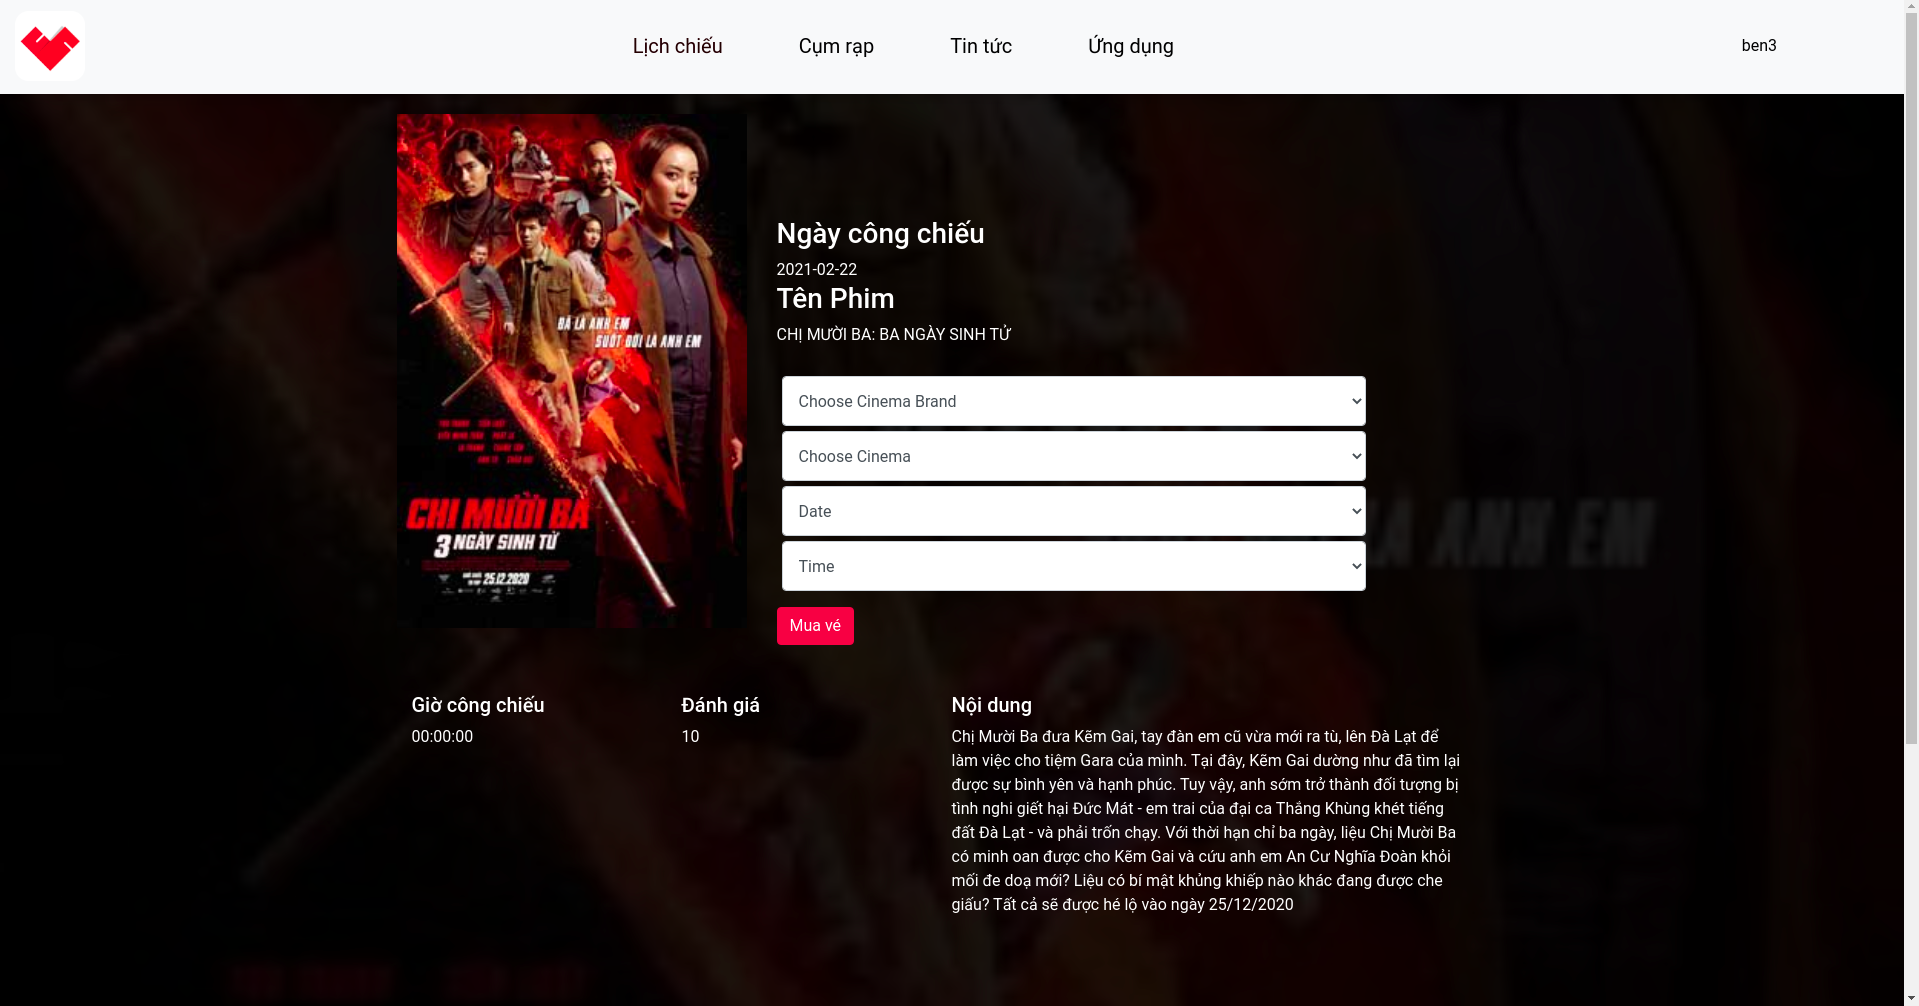 Lịch chiếu
Cụm rạp
Tin tức
Ứng dụng
ben3
BA LÀ ANH EM
SUỐT ĐỜI LÀ ANH EM
CHỊ MƯỜI BA
3 NGÀY SINH TỬ
25.12.2020
Ngày công chiếu
2021-02-22
Tên Phim
CHỊ MƯỜI BA: BA NGÀY SINH TỬ
Choose Cinema Brand
Choose Cinema
Date
Time
Mua vé
LÀ ANH EM
Giờ công chiếu
00:00:00
Đánh giá
10
Nội dung
Chị Mười Ba đưa Kẽm Gai, tay đàn em cũ vừa mới ra tù, lên Đà Lạt để
làm việc cho tiệm Gara của mình. Tại đây, Kẽm Gai dường như đã tìm lại
được sự bình yên và hạnh phúc. Tuy vậy, anh sớm trở thành đối tượng bị
tình nghi giết hại Đức Mát - em trai của đại ca Thắng Khùng khét tiếng
đất Đà Lạt - và phải trốn chạy. Với thời hạn chỉ ba ngày, liệu Chị Mười Ba
có minh oan được cho Kẽm Gai và cứu anh em An Cư Nghĩa Đoàn khỏi
mối đe doạ mới? Liệu có bí mật khủng khiếp nào khác đang được che
giấu? Tất cả sẽ được hé lộ vào ngày 25/12/2020